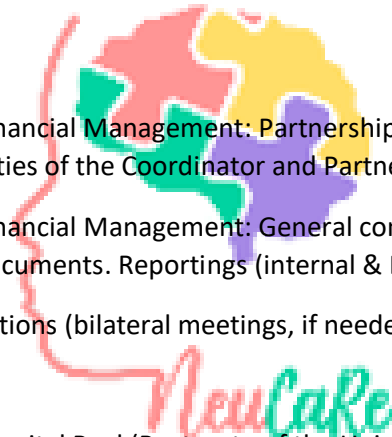 nancial Management: Partnership
ties of the Coordinator and Partne
nancial Management: General con
cuments. Reportings (internal &
tions (bilateral meetings, if neede
NeuCaRe